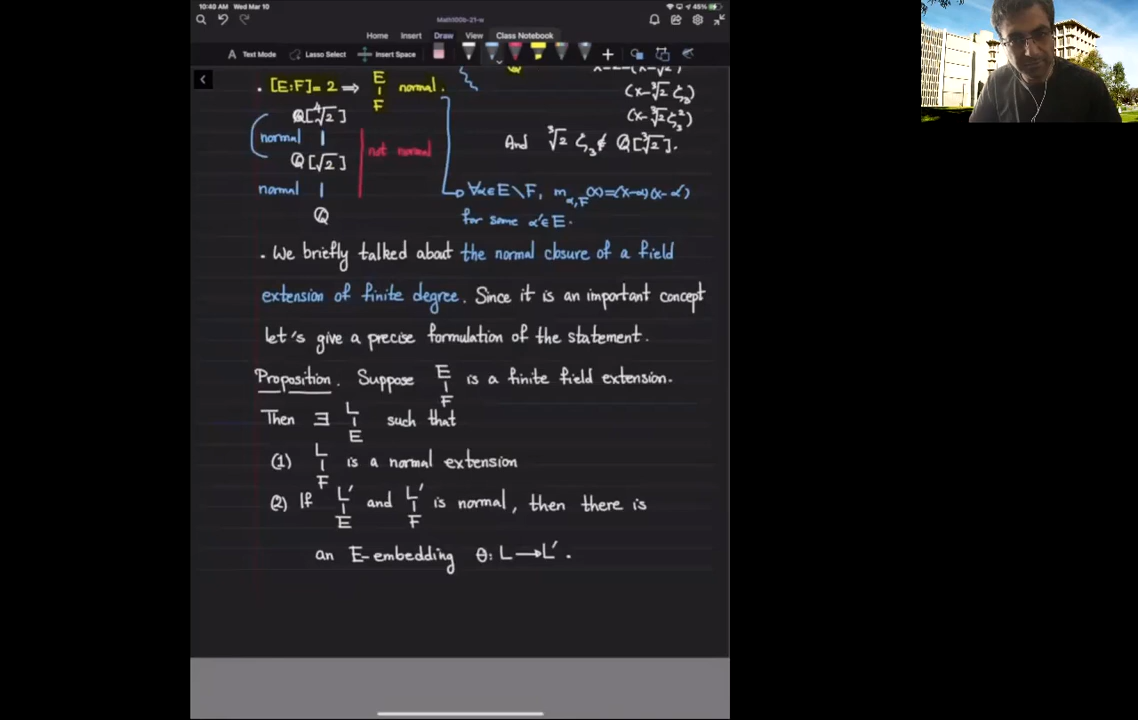 10:40 AM Wed Mar 10
45%
Math100b-21-w
Home Insert Draw View Class Notebook
Text Mode Lasso Select Insert Space
. [E:F]=2 ⟹ E | F normal.
(x-∛2 ζ₃)
(x-∛2 ζ₃²)
And ∛2 ζ₃ ∉ Q[∛2].
Q[∜2]
normal | not normal
Q[√2]
normal |
Q
∀α∈E\F, m_{α,F}(x)=(x-α)(x-α')
for some α'∈E.
. We briefly talked about the normal closure of a field
extension of finite degree. Since it is an important concept
let's give a precise formulation of the statement.
Proposition. Suppose E | F is a finite field extension.
Then ∃ L | E such that
(1) L | F is a normal extension
(2) If L' | E and L' | F is normal, then there is
an E-embedding θ: L⟶L'.